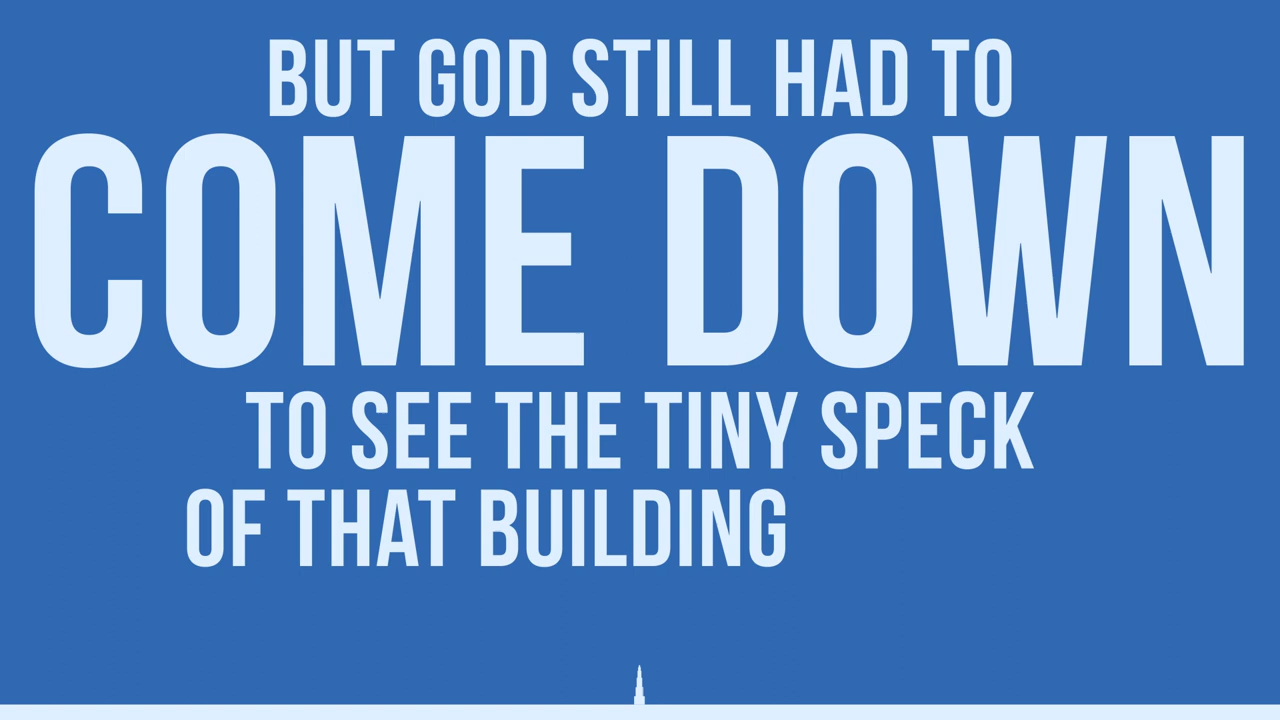 BUT GOD STILL HAD TO
COME DOWN
TO SEE THE TINY SPECK
OF THAT BUILDING